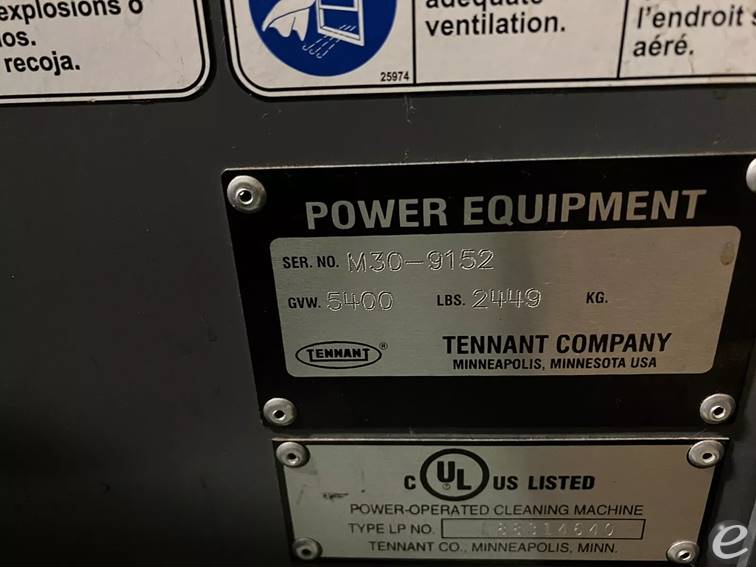 explosions o
os.
recoja.
25974
adequate
ventilation.
l'endroit s
aéré.
POWER EQUIPMENT
SER. NO. M30-9152
GVW. 5400 LBS. 2449 KG.
TENNANT ®
TENNANT COMPANY
MINNEAPOLIS, MINNESOTA USA
C UL ® US LISTED
POWER-OPERATED CLEANING MACHINE
TYPE LP NO.
TENNANT CO., MINNEAPOLIS, MINN.
e